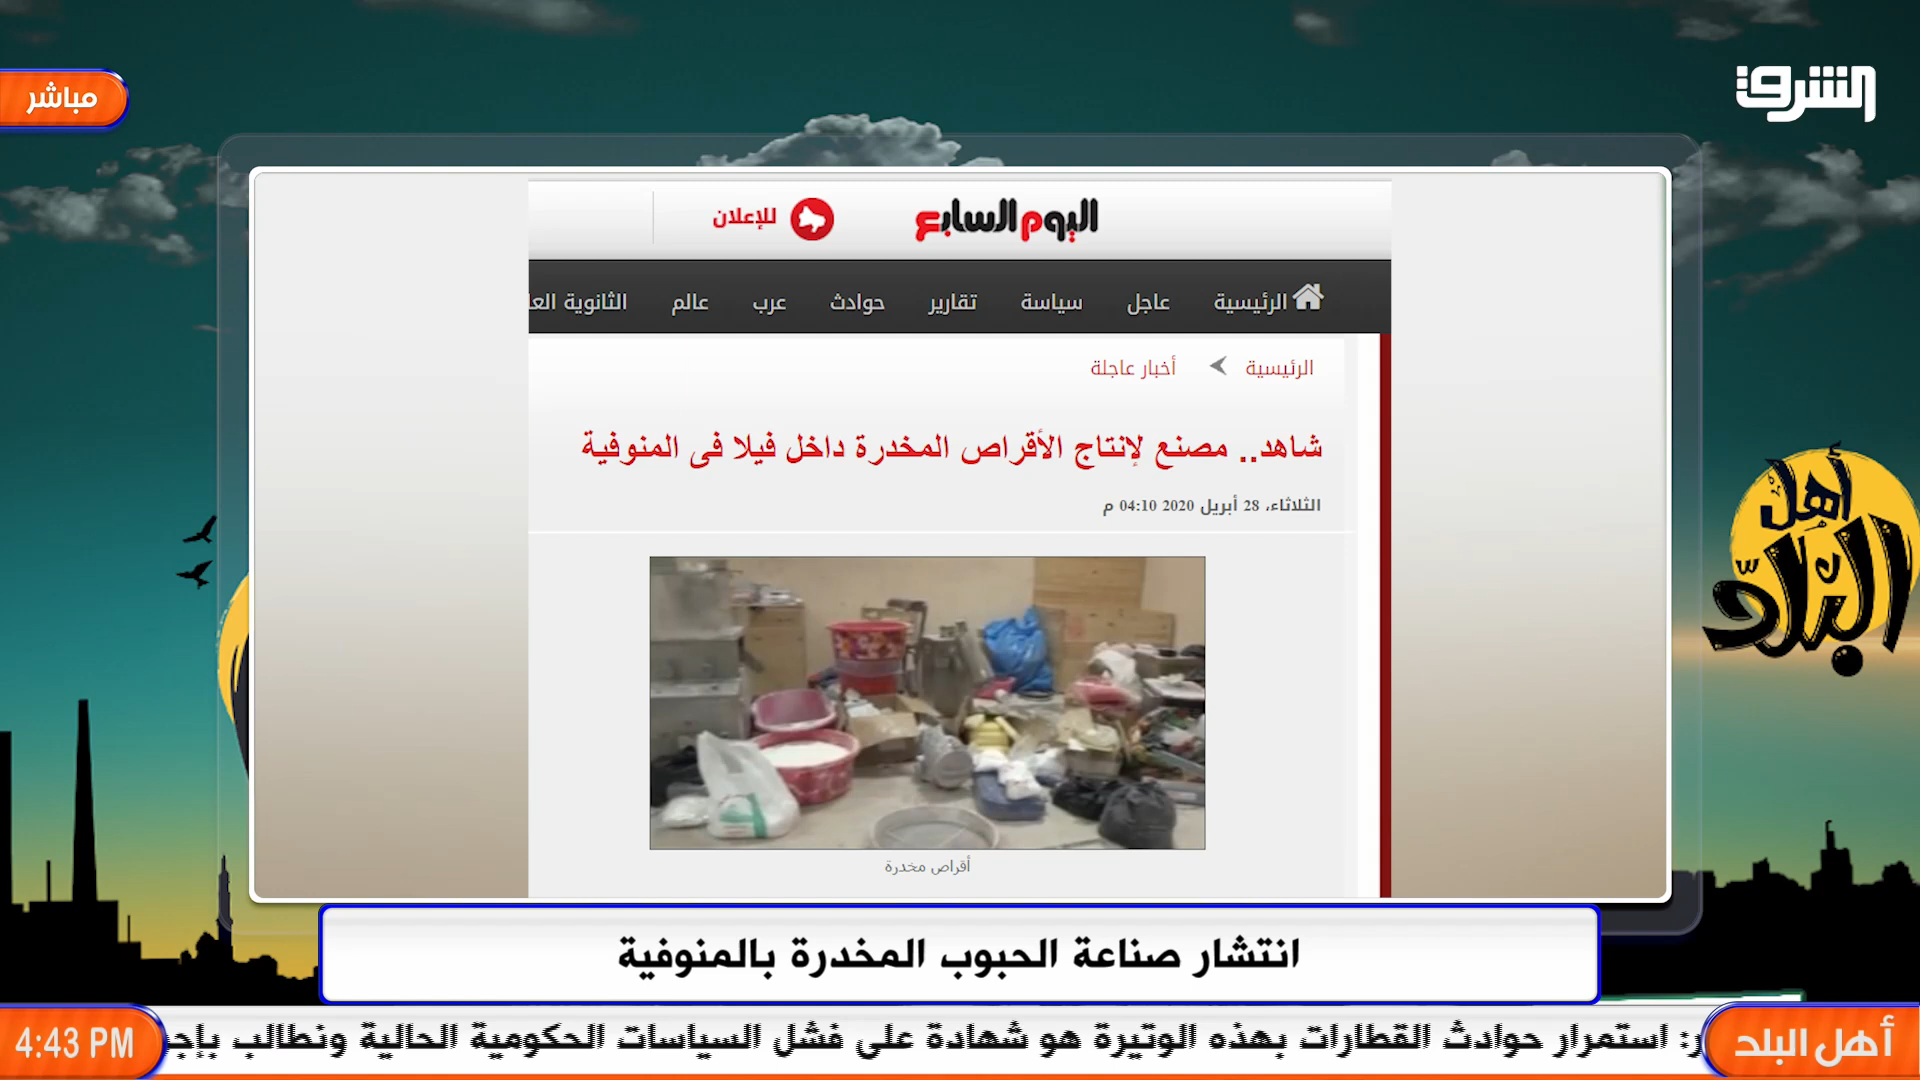 مباشر
الشرق
اليوم السابع
للإعلان
الرئيسية عاجل سياسة تقارير حوادث عرب عالم الثانوية العا
الرئيسية أخبار عاجلة
شاهد.. مصنع لإنتاج الأقراص المخدرة داخل فيلا فى المنوفية
الثلاثاء، 28 أبريل 2020 04:10 م
أقراص مخدرة
أهل البلد
انتشار صناعة الحبوب المخدرة بالمنوفية
أهل البلد
ر: استمرار حوادث القطارات بهذه الوتيرة هو شهادة على فشل السياسات الحكومية الحالية ونطالب بإجر
4:43 PM